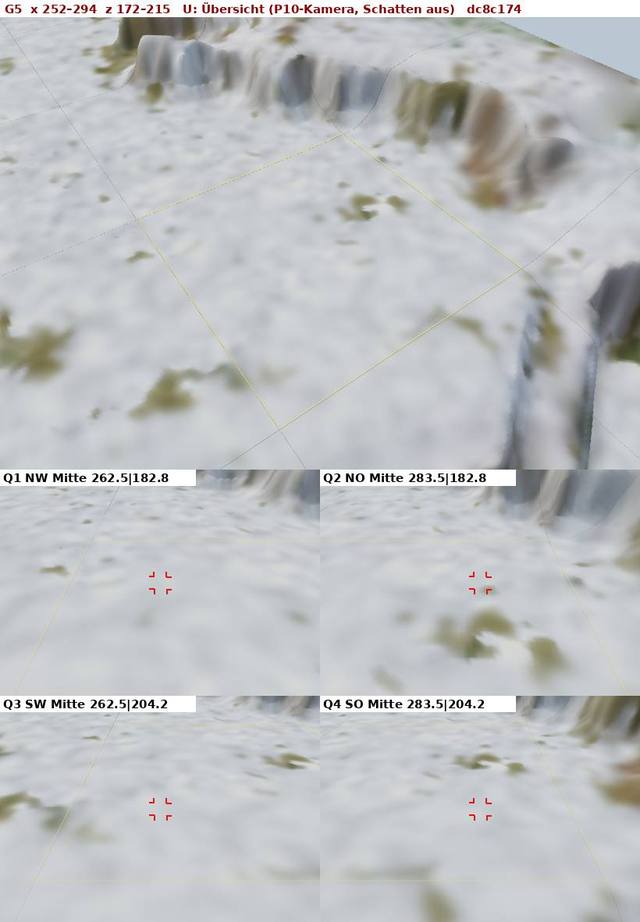 G5 x 252–294 z 172–215 U: Übersicht (P10-Kamera, Schatten aus) dc8c174
Q1 NW Mitte 262.5|182.8
Q2 NO Mitte 283.5|182.8
Q3 SW Mitte 262.5|204.2
Q4 SO Mitte 283.5|204.2